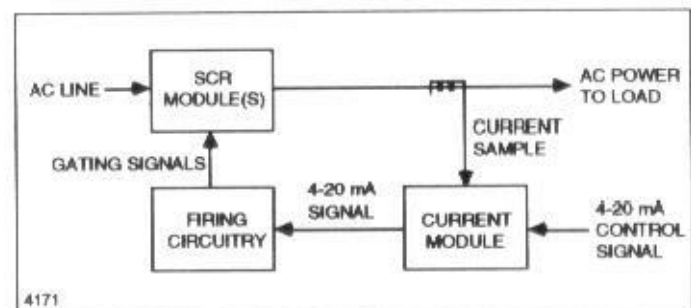 AC LINE
SCR
MODULE(S)
AC POWER
TO LOAD
CURRENT
SAMPLE
GATING SIGNALS
4-20 mA
SIGNAL
FIRING
CIRCUITRY
CURRENT
MODULE
4-20 mA
CONTROL
SIGNAL
4171